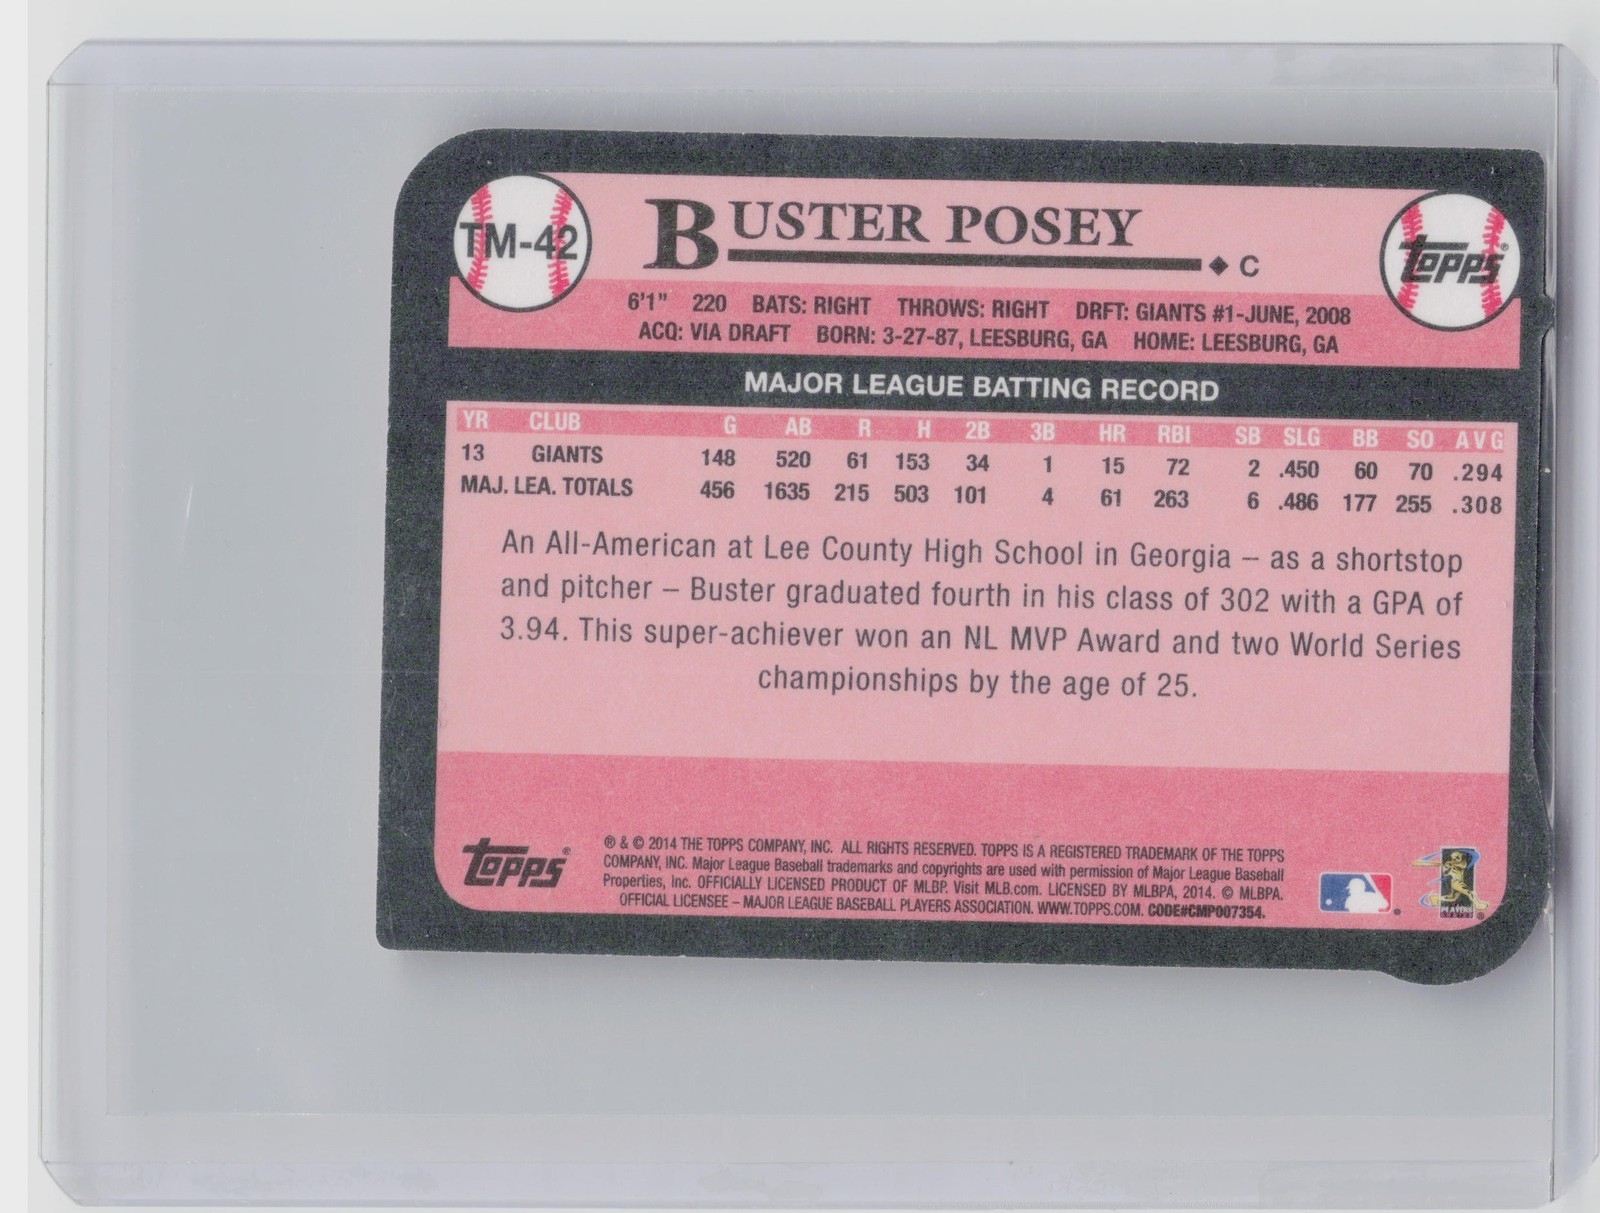 TM-42
BUSTER POSEY ◆ C
Topps®
6'1" 220 BATS: RIGHT THROWS: RIGHT DRFT: GIANTS #1-JUNE, 2008
ACQ: VIA DRAFT BORN: 3-27-87, LEESBURG, GA HOME: LEESBURG, GA
MAJOR LEAGUE BATTING RECORD
YR CLUB G AB R H 2B 3B HR RBI SB SLG BB SO AVG
13 GIANTS 148 520 61 153 34 1 15 72 2 .450 60 70 .294
MAJ. LEA. TOTALS 456 1635 215 503 101 4 61 263 6 .486 177 255 .308
An All-American at Lee County High School in Georgia – as a shortstop
and pitcher – Buster graduated fourth in his class of 302 with a GPA of
3.94. This super-achiever won an NL MVP Award and two World Series
championships by the age of 25.
Topps®
® & © 2014 THE TOPPS COMPANY, INC. ALL RIGHTS RESERVED. TOPPS IS A REGISTERED TRADEMARK OF THE TOPPS
COMPANY, INC. Major League Baseball trademarks and copyrights are used with permission of Major League Baseball
Properties, Inc. OFFICIALLY LICENSED PRODUCT OF MLBP. Visit MLB.com. LICENSED BY MLBPA, 2014. © MLBPA.
OFFICIAL LICENSEE – MAJOR LEAGUE BASEBALL PLAYERS ASSOCIATION. WWW.TOPPS.COM. CODE#CMP007354.
PLAYERS